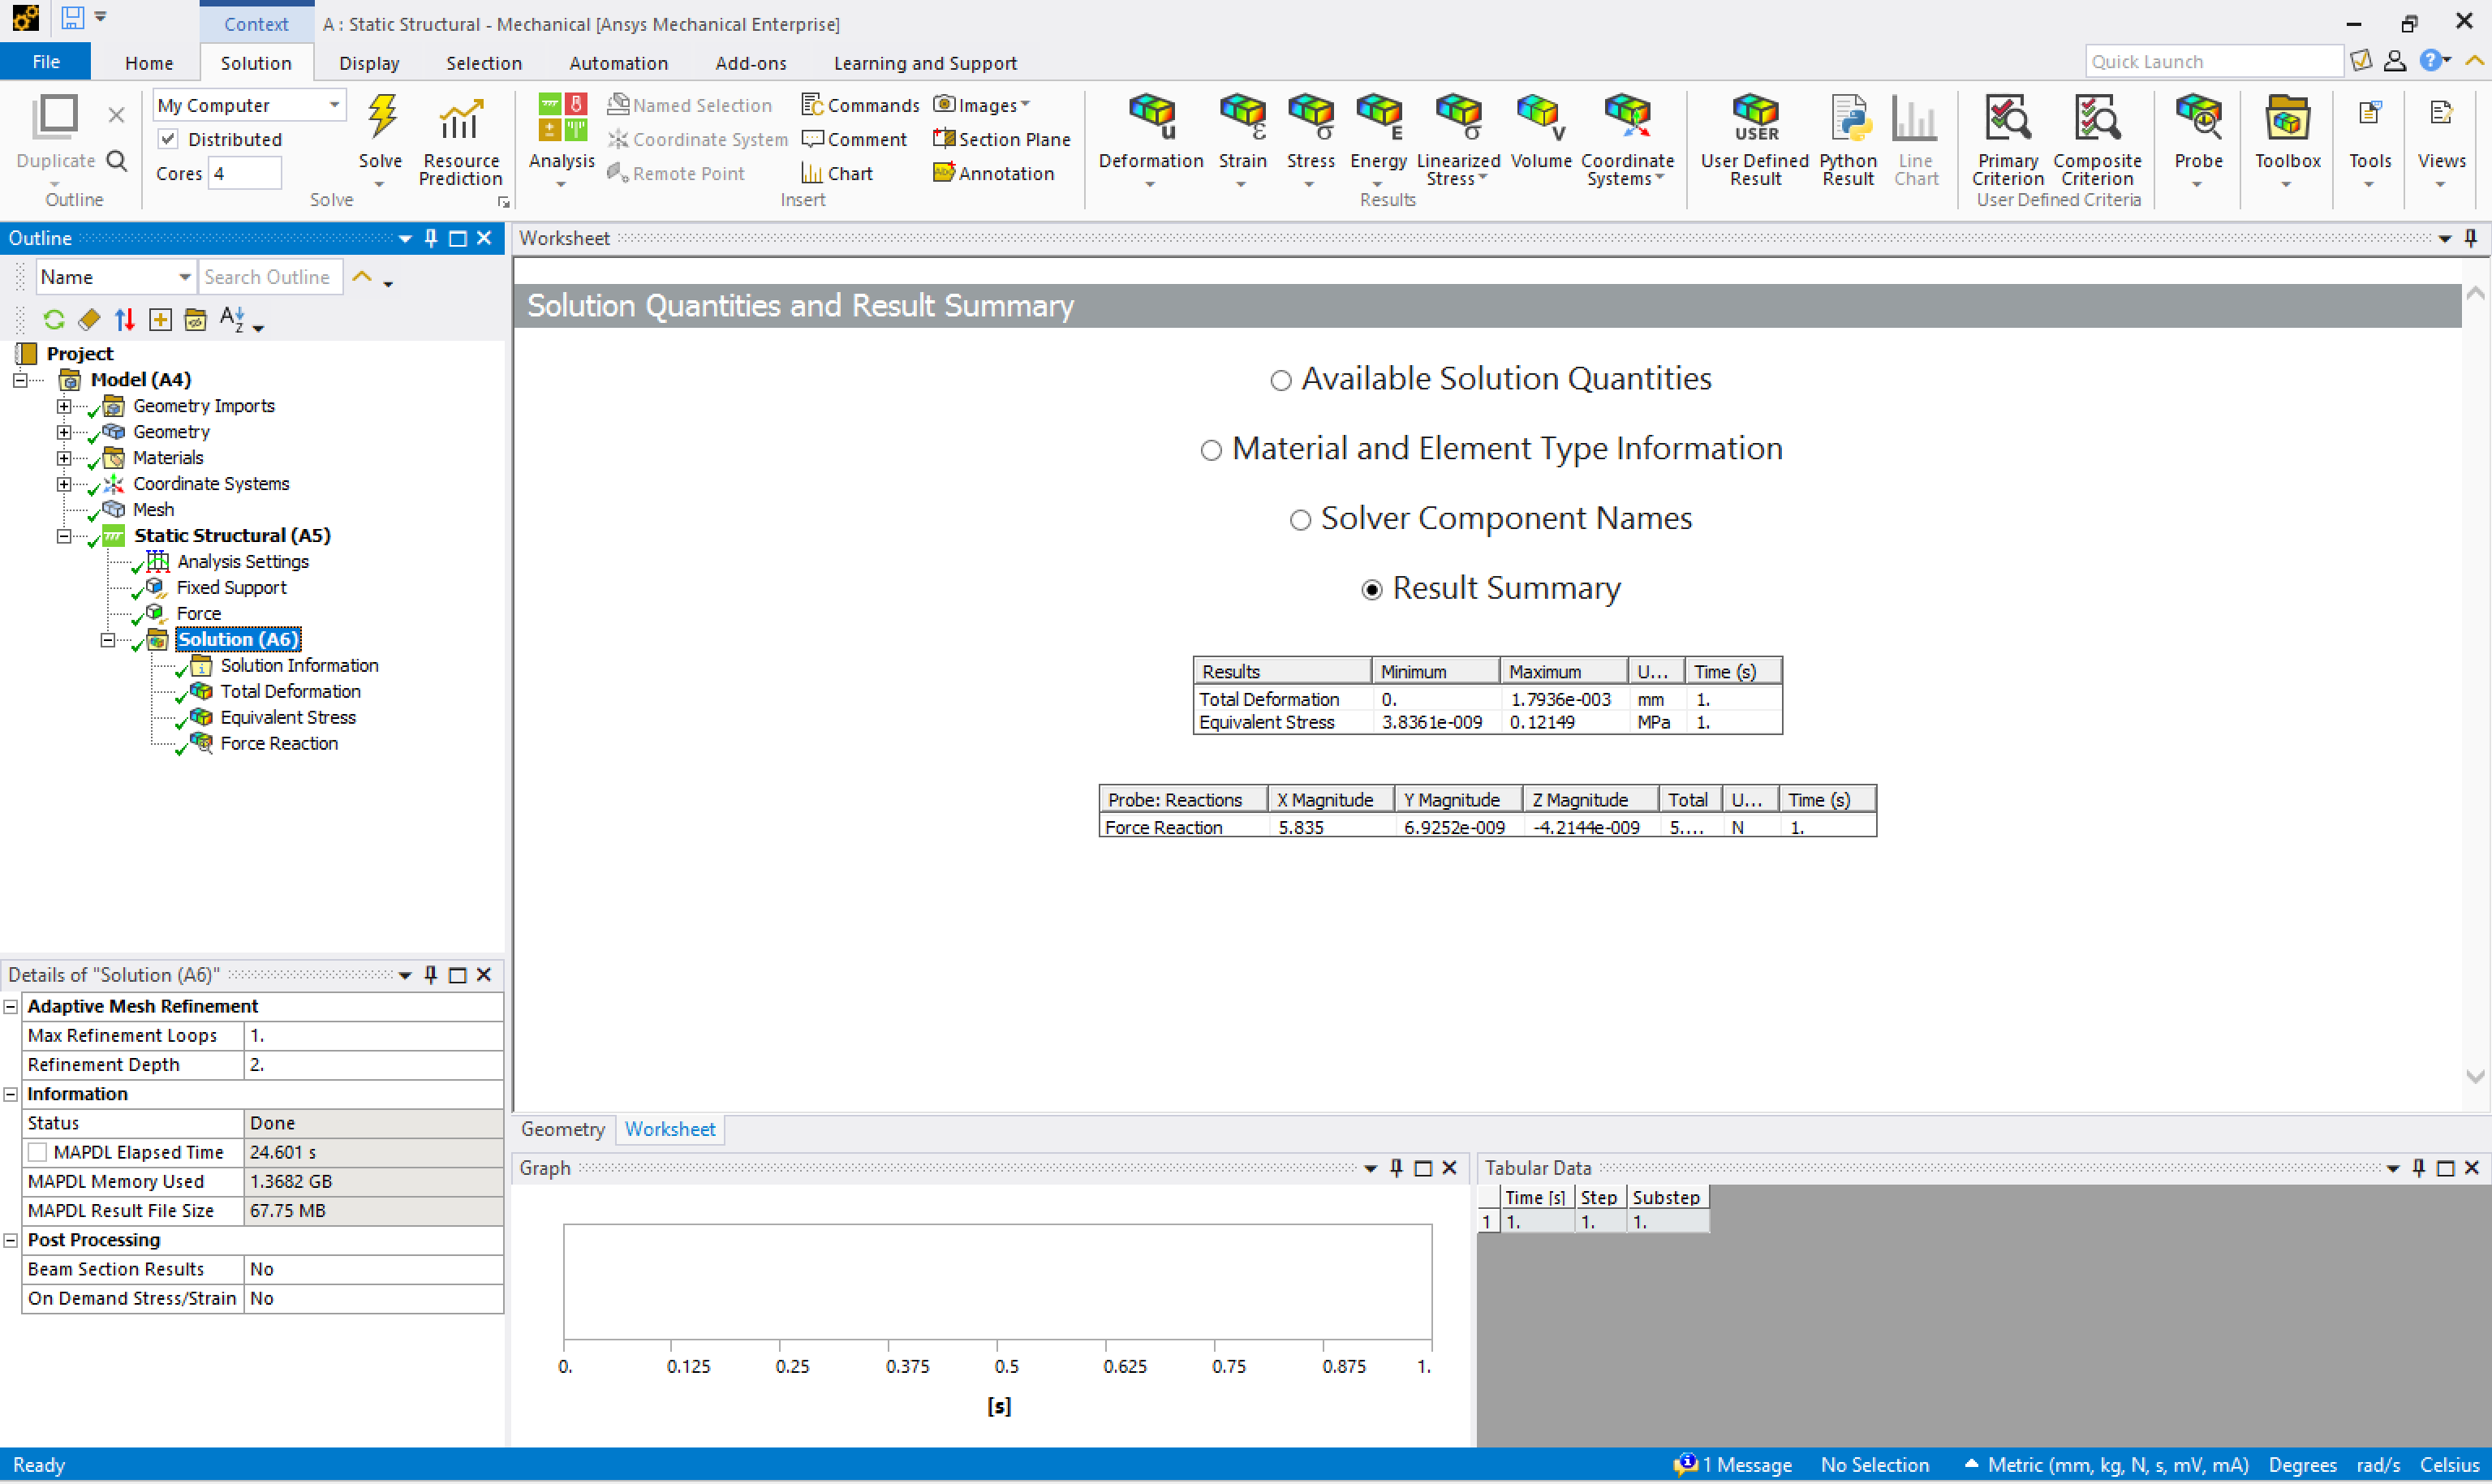 Context
A : Static Structural - Mechanical [Ansys Mechanical Enterprise]
File
Home
Solution
Display
Selection
Automation
Add-ons
Learning and Support
Quick Launch
Duplicate
Outline
My Computer
Distributed
Cores 4
Solve
Resource Prediction
Solve
Analysis
Named Selection
Coordinate System
Remote Point
Commands
Comment
Chart
Images
Section Plane
Annotation
Insert
Deformation
Strain
Stress
Energy
Linearized Stress
Volume
Coordinate Systems
Results
USER
User Defined Result
Python Result
Line Chart
Primary Criterion
Composite Criterion
User Defined Criteria
Probe
Toolbox
Tools
Views
Outline
Name
Search Outline
Project
Model (A4)
Geometry Imports
Geometry
Materials
Coordinate Systems
Mesh
Static Structural (A5)
Analysis Settings
Fixed Support
Force
Solution (A6)
Solution Information
Total Deformation
Equivalent Stress
Force Reaction
Details of "Solution (A6)"
Adaptive Mesh Refinement
Max Refinement Loops 1.
Refinement Depth 2.
Information
Status Done
MAPDL Elapsed Time 24.601 s
MAPDL Memory Used 1.3682 GB
MAPDL Result File Size 67.75 MB
Post Processing
Beam Section Results No
On Demand Stress/Strain No
Worksheet
Solution Quantities and Result Summary
Available Solution Quantities
Material and Element Type Information
Solver Component Names
Result Summary
Results Minimum Maximum U... Time (s)
Total Deformation 0. 1.7936e-003 mm 1.
Equivalent Stress 3.8361e-009 0.12149 MPa 1.
Probe: Reactions X Magnitude Y Magnitude Z Magnitude Total U... Time (s)
Force Reaction 5.835 6.9252e-009 -4.2144e-009 5.... N 1.
Geometry
Worksheet
Graph
0. 0.125 0.25 0.375 0.5 0.625 0.75 0.875 1.
[s]
Tabular Data
Time [s] Step Substep
1 1. 1. 1.
Ready
1 Message
No Selection
Metric (mm, kg, N, s, mV, mA)
Degrees
rad/s
Celsius